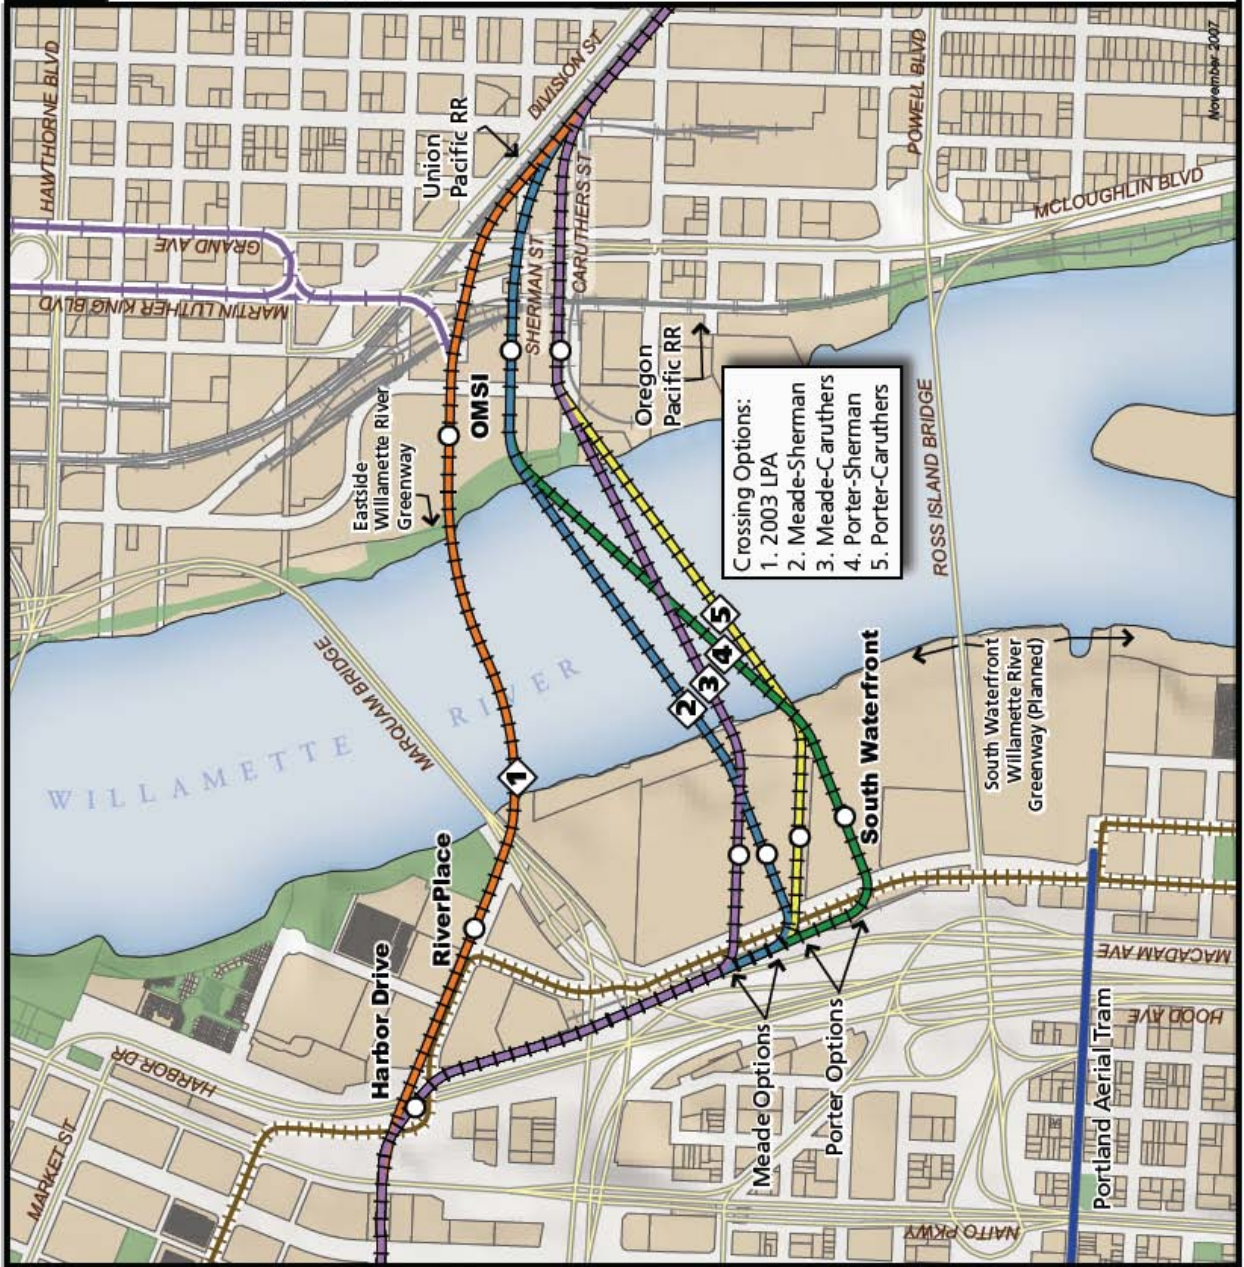 WILLAMETTE RIVER
MARKET ST
HARBOR DR
Harbor Drive
RiverPlace
MARQUAM BRIDGE
Eastside
Willamette River
Greenway
MARTIN LUTHER KING BLVD
GRAND AVE
HAWTHORNE BLVD
OMSI
Union
Pacific RR
DIVISION ST
SHERMAN ST
CARUTHERS ST
Oregon
Pacific RR
1
2
3
4
5
Crossing Options:
1. 2003 LPA
2. Meade-Sherman
3. Meade-Caruthers
4. Porter-Sherman
5. Porter-Caruthers
Meade Options
Porter Options
South Waterfront
ROSS ISLAND BRIDGE
POWELL BLVD
MCLOUGHLIN BLVD
South Waterfront
Willamette River
Greenway (Planned)
NAITO PKWY
HOOD AVE
MACADAM AVE
Portland Aerial Tram
November 2007